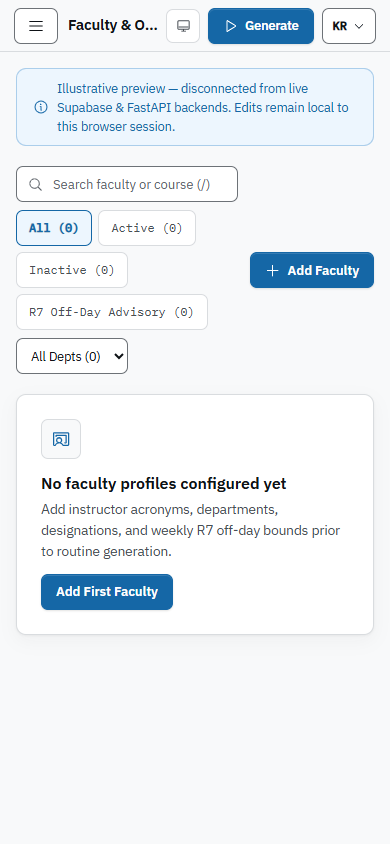 Faculty & O...
Generate
KR
Illustrative preview — disconnected from live
Supabase & FastAPI backends. Edits remain local to
this browser session.
Search faculty or course (/)
All (0)
Active (0)
Inactive (0)
Add Faculty
R7 Off-Day Advisory (0)
All Depts (0)
No faculty profiles configured yet
Add instructor acronyms, departments,
designations, and weekly R7 off-day bounds prior
to routine generation.
Add First Faculty